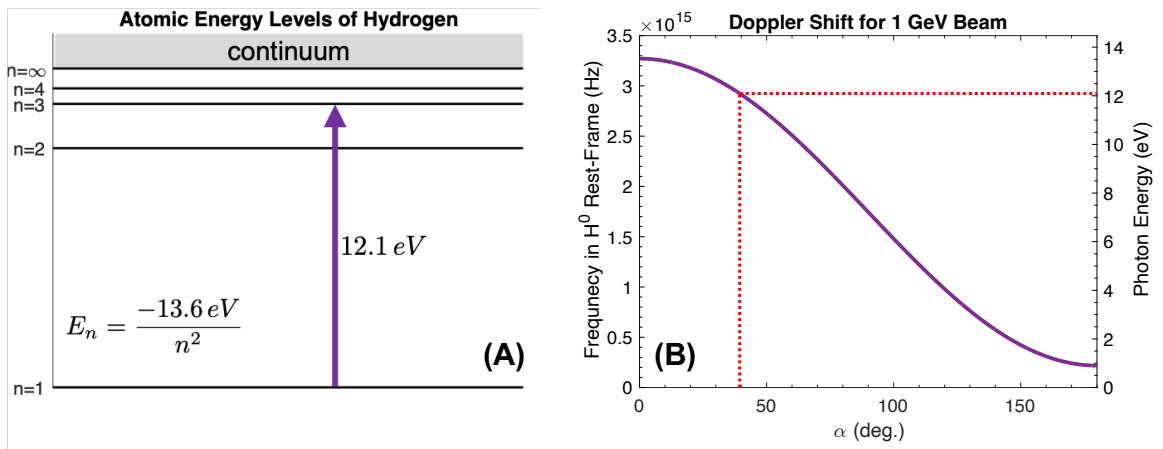 Atomic Energy Levels of Hydrogen
continuum
n=∞
n=4
n=3
n=2
12.1 eV
E_n = \frac{-13.6 eV}{n^2}
(A)
n=1
Doppler Shift for 1 GeV Beam
×10^15
3.5
3
2.5
2
1.5
1
0.5
0
Frequnecy in H^0 Rest-Frame (Hz)
14
12
10
8
6
4
2
0
Photon Energy (eV)
(B)
0 50 100 150
α (deg.)